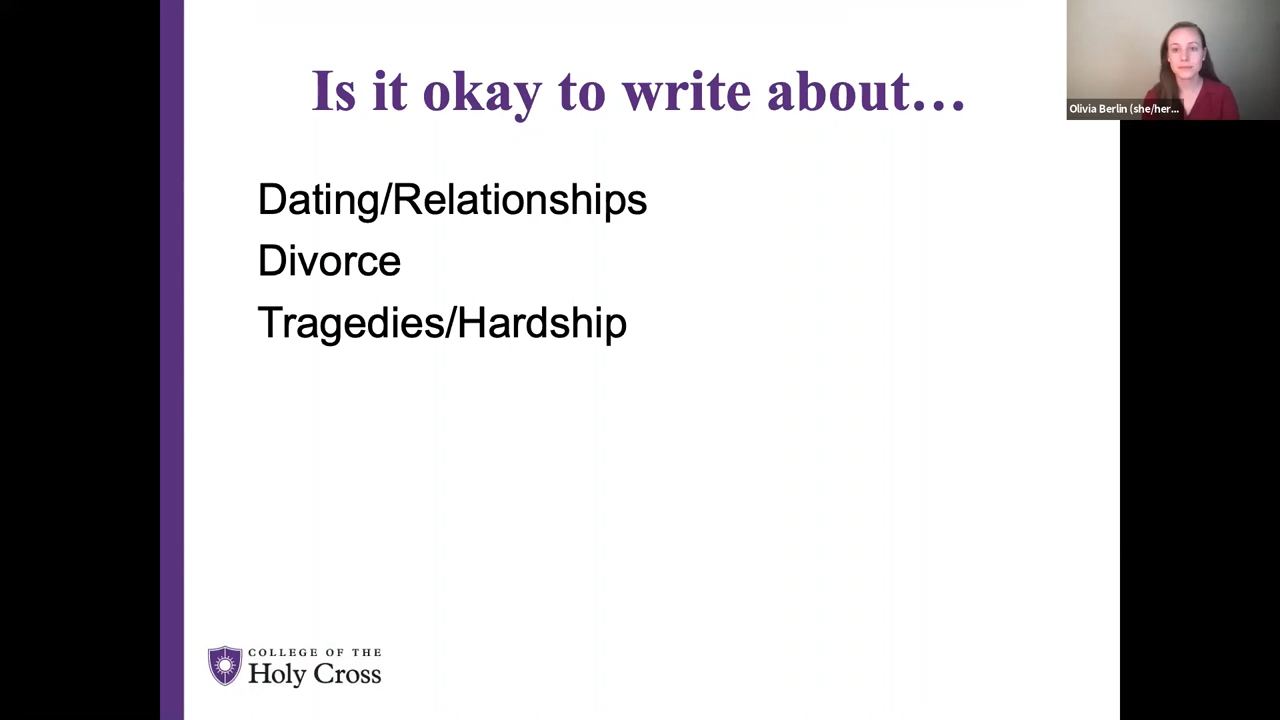 Is it okay to write about…
Olivia Berlin (she/her...
Dating/Relationships
Divorce
Tragedies/Hardship
COLLEGE OF THE
Holy Cross